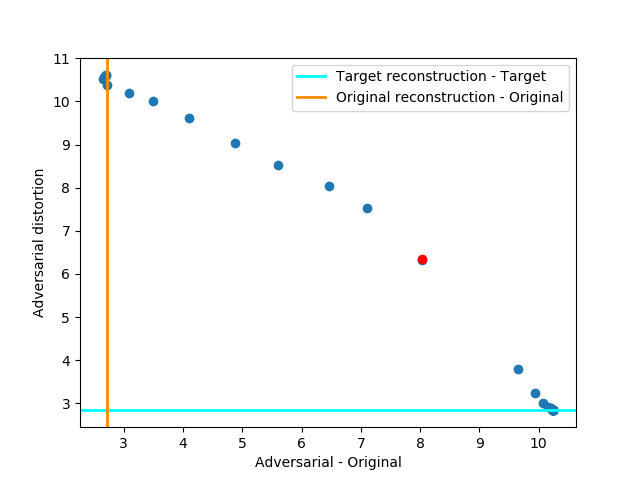 Target reconstruction - Target
Original reconstruction - Original
Adversarial distortion
11
10
9
8
7
6
5
4
3
3 4 5 6 7 8 9 10
Adversarial - Original